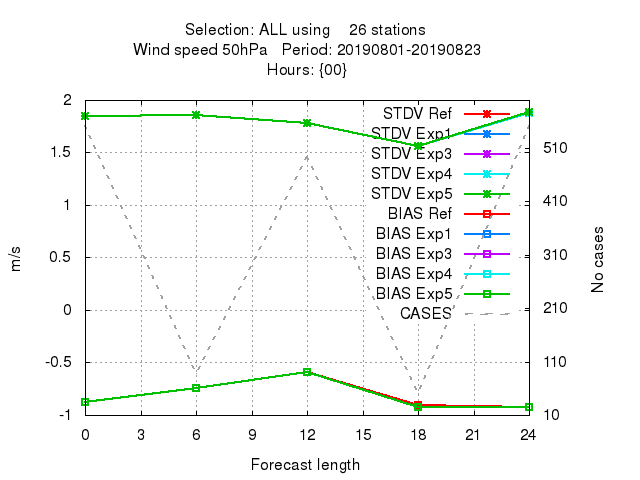 Selection: ALL using    26 stations
Wind speed 50hPa   Period: 20190801-20190823
Hours: {00}
2
1.5
1
0.5
0
-0.5
-1
m/s
STDV Ref
STDV Exp1
STDV Exp3
STDV Exp4
STDV Exp5
BIAS Ref
BIAS Exp1
BIAS Exp3
BIAS Exp4
BIAS Exp5
CASES
510
410
310
210
110
10
No cases
0 3 6 9 12 15 18 21 24
Forecast length